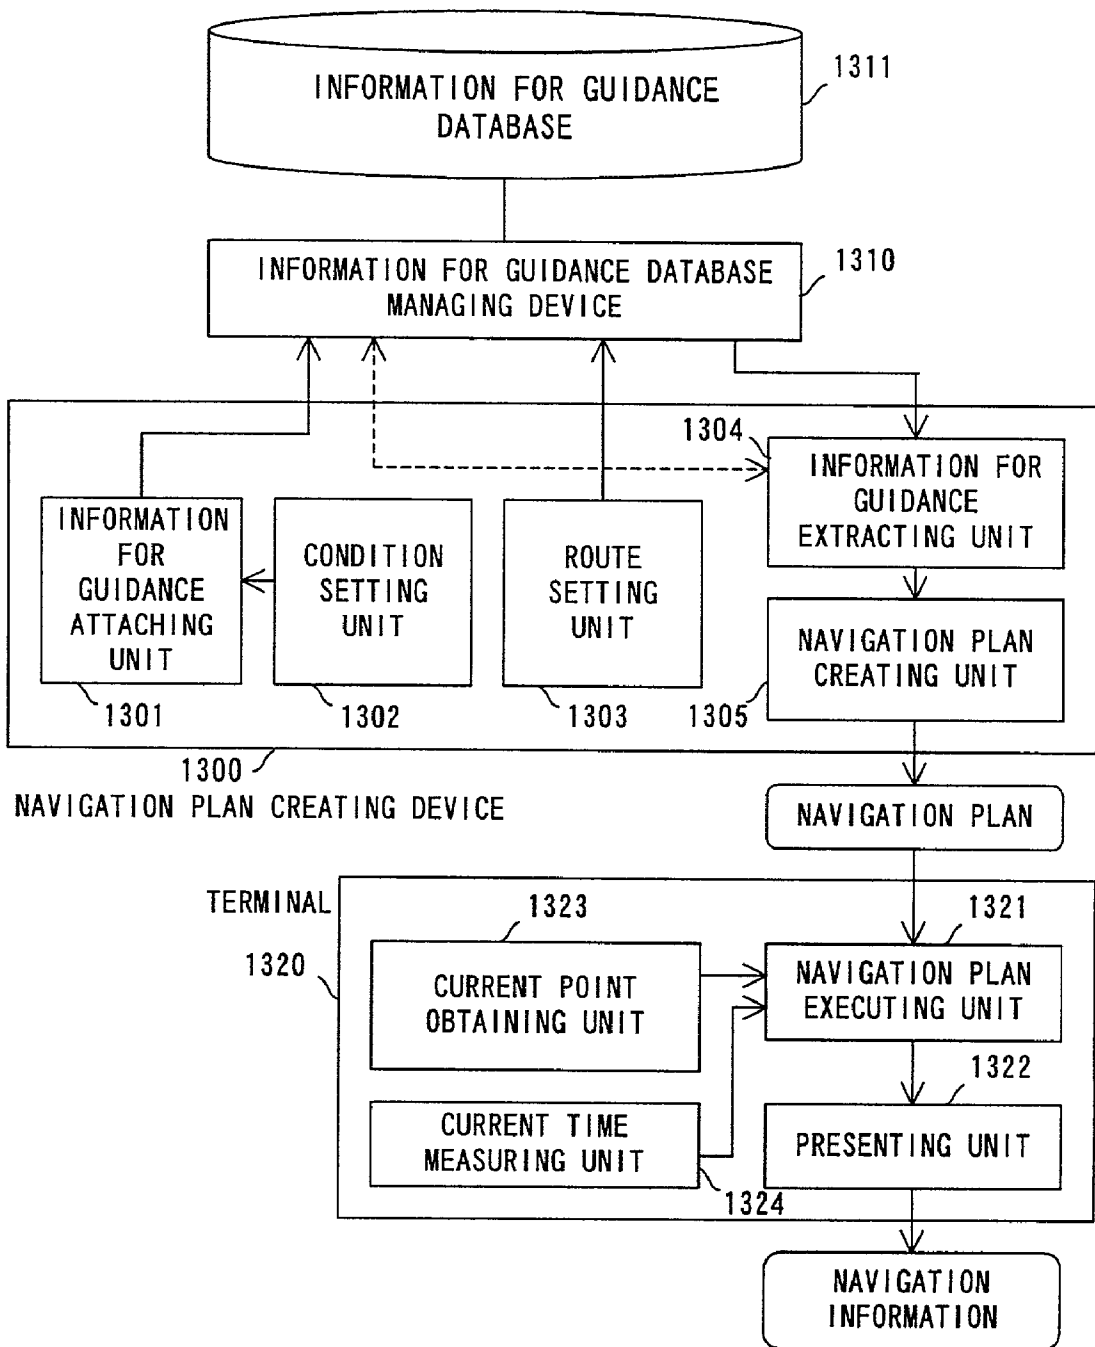 INFORMATION FOR GUIDANCE
DATABASE
1311
INFORMATION FOR GUIDANCE DATABASE
MANAGING DEVICE
1310
1304
INFORMATION FOR
GUIDANCE
EXTRACTING UNIT
INFORMATION
FOR
GUIDANCE
ATTACHING
UNIT
CONDITION
SETTING
UNIT
ROUTE
SETTING
UNIT
NAVIGATION PLAN
CREATING UNIT
1301
1302
1303
1305
1300
NAVIGATION PLAN CREATING DEVICE
NAVIGATION PLAN
TERMINAL
1323
1321
1320
CURRENT POINT
OBTAINING UNIT
NAVIGATION PLAN
EXECUTING UNIT
1322
CURRENT TIME
MEASURING UNIT
PRESENTING UNIT
1324
NAVIGATION
INFORMATION